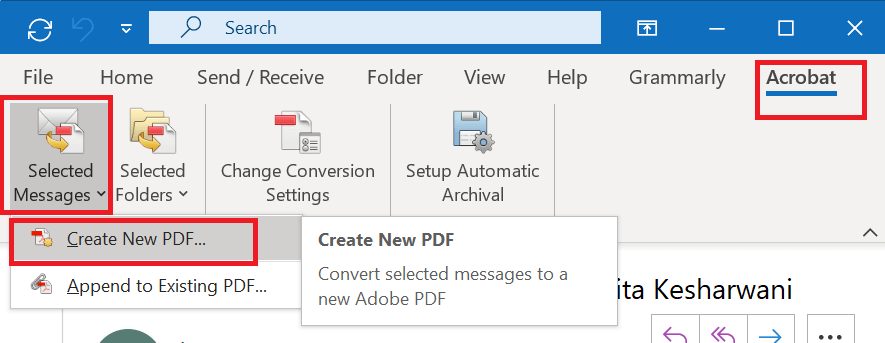 Search
File Home Send / Receive Folder View Help Grammarly Acrobat
Selected Messages
Selected Folders
Change Conversion Settings
Setup Automatic Archival
Create New PDF...
Append to Existing PDF...
Create New PDF
Convert selected messages to a
new Adobe PDF
Kesharwani